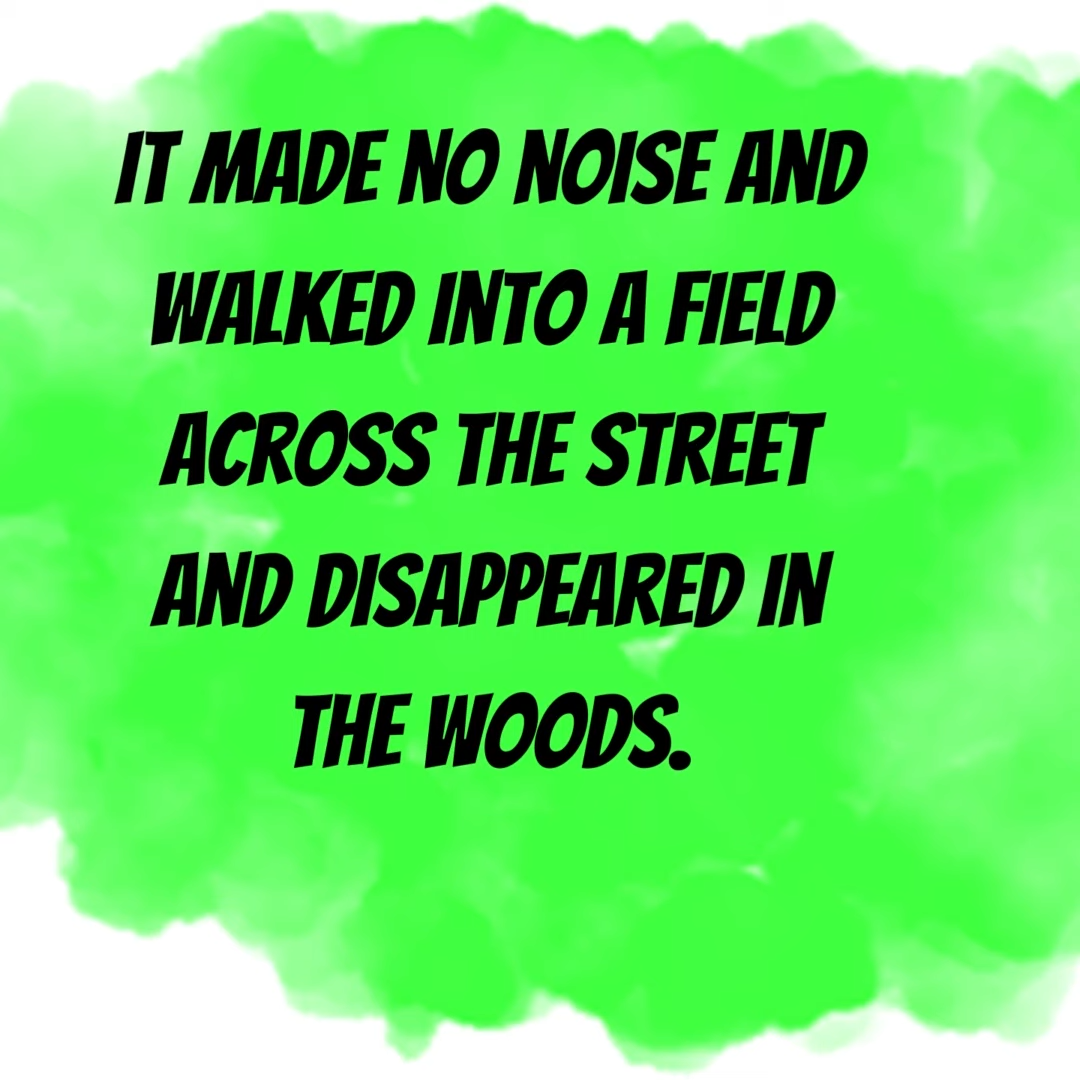 IT MADE NO NOISE AND
WALKED INTO A FIELD
ACROSS THE STREET
AND DISAPPEARED IN
THE WOODS.